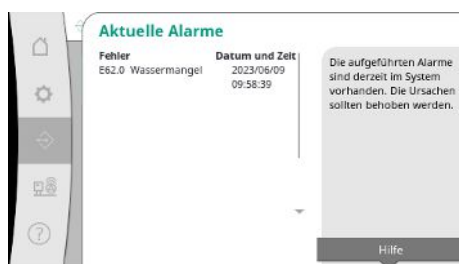 Aktuelle Alarme
Fehler Datum und Zeit
E62.0 Wassermangel 2023/06/09
09:58:39
Die aufgeführten Alarme
sind derzeit im System
vorhanden. Die Ursachen
sollten behoben werden.
Hilfe
?